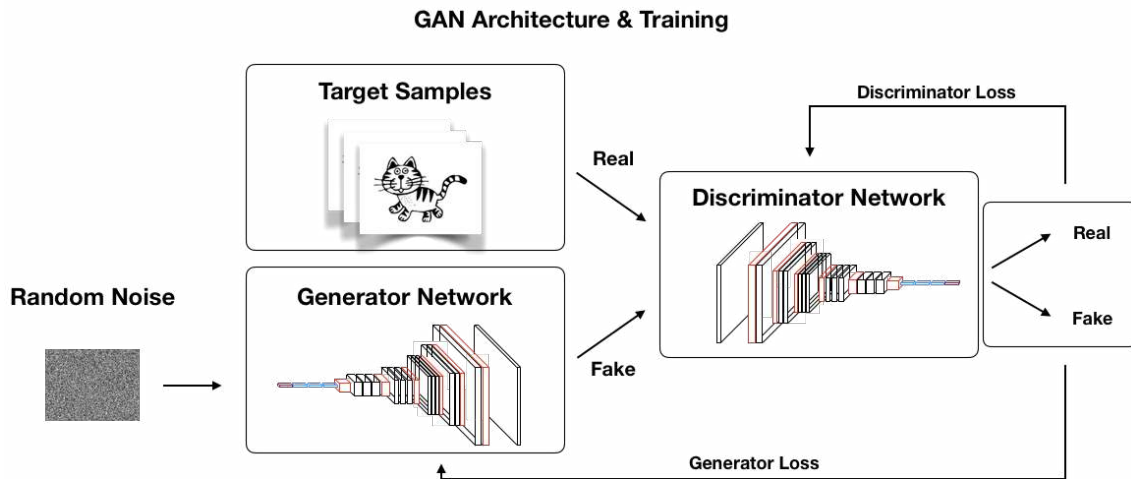 GAN Architecture & Training
Target Samples
Discriminator Loss
Real
Discriminator Network
Real
Random Noise
Generator Network
Fake
Fake
Generator Loss